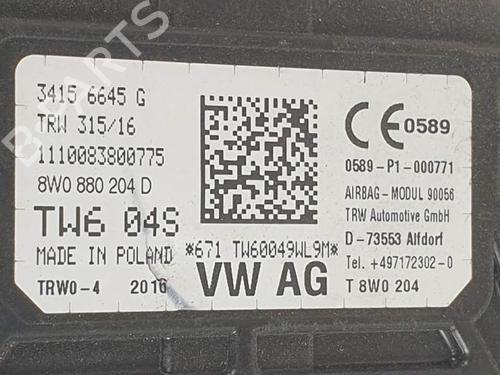 3415 6645 G
TRW 315/16
1110083800775
8W0 880 204 D
TW6 04S
MADE IN POLAND
TRW0-4 2016
*671 TW60049WL9M*
VW AG
CE 0589
0589-P1-000771
AIRBAG-MODUL 90056
TRW Automotive GmbH
D-73553 Alfdorf
Tel. +497172302-0
T 8W0 204
B-PARTS